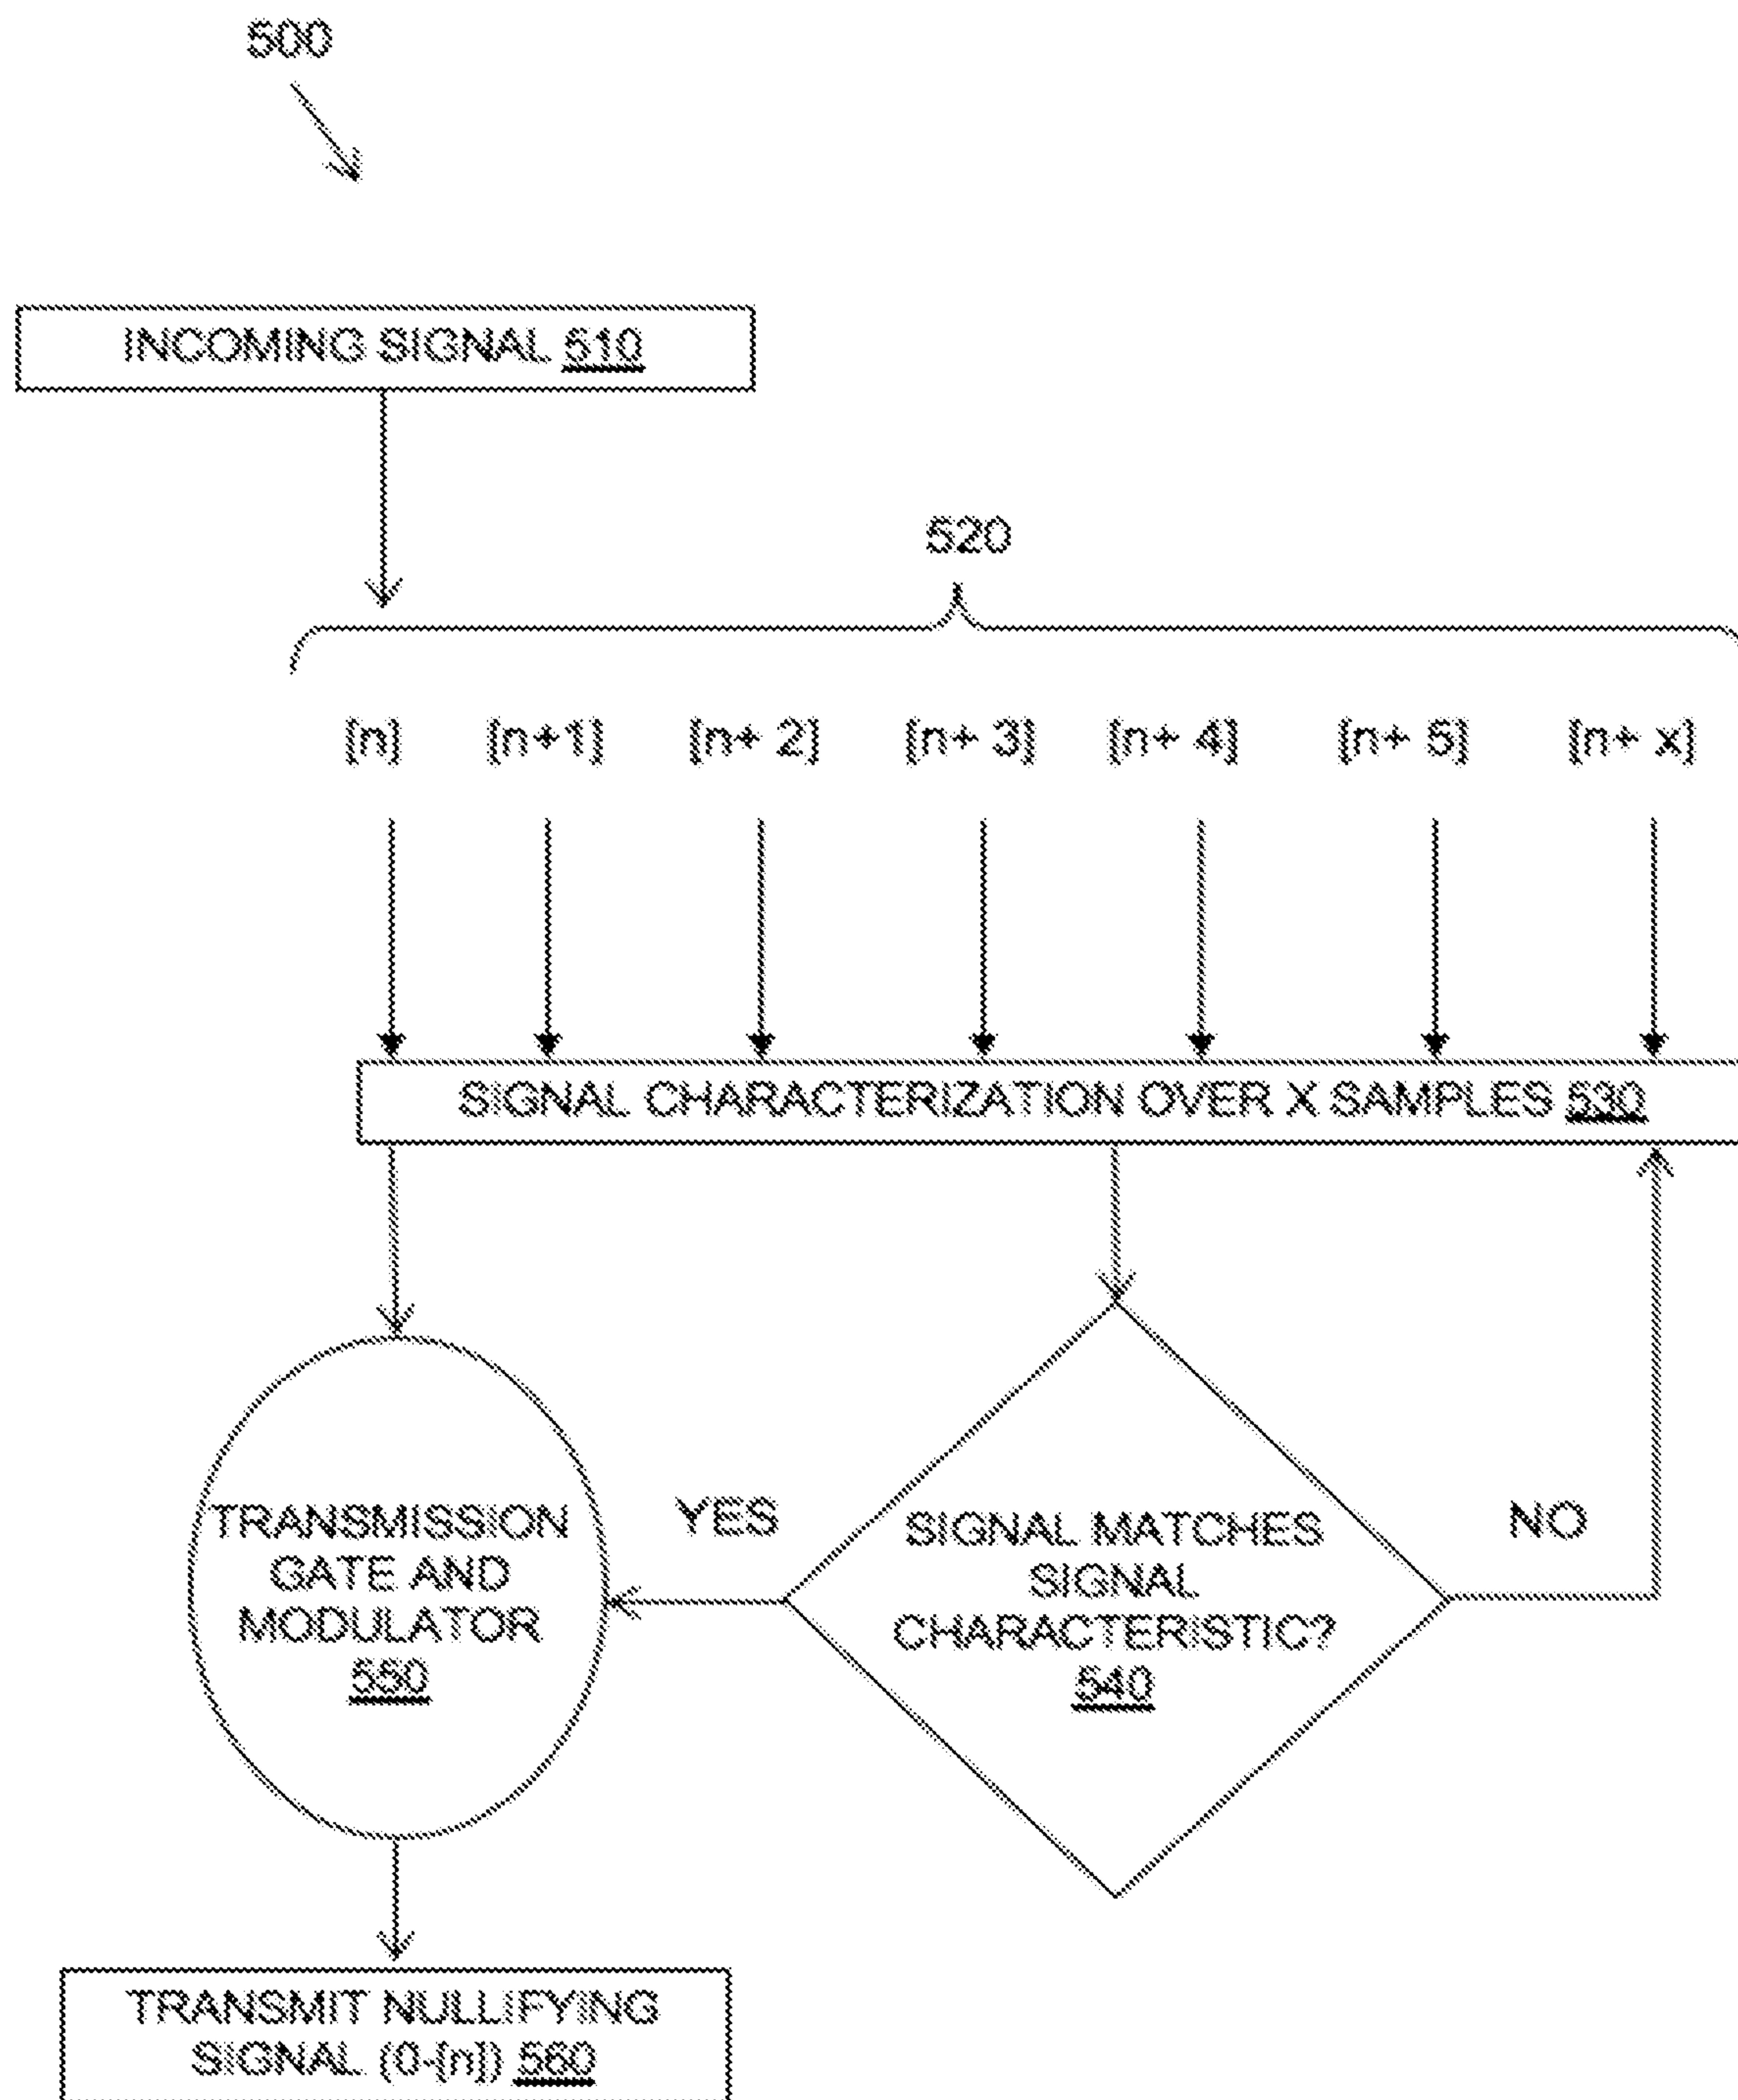 500
INCOMING SIGNAL 510
520
[n] [n+1] [n+ 2] [n+ 3] [n+ 4] [n+ 5] [n+ x]
SIGNAL CHARACTERIZATION OVER X SAMPLES 530
TRANSMISSION
GATE AND
MODULATOR
550
YES
SIGNAL MATCHES
SIGNAL
CHARACTERISTIC?
540
NO
TRANSMIT NULLIFYING
SIGNAL (0-[n]) 560